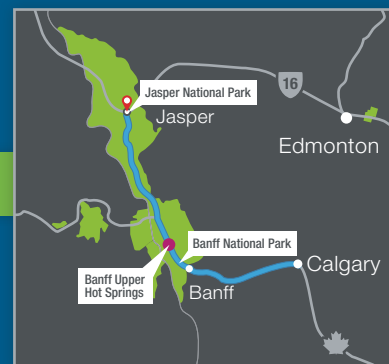 Jasper National Park
16
Jasper
Edmonton
Banff National Park
Calgary
Banff Upper
Hot Springs
Banff